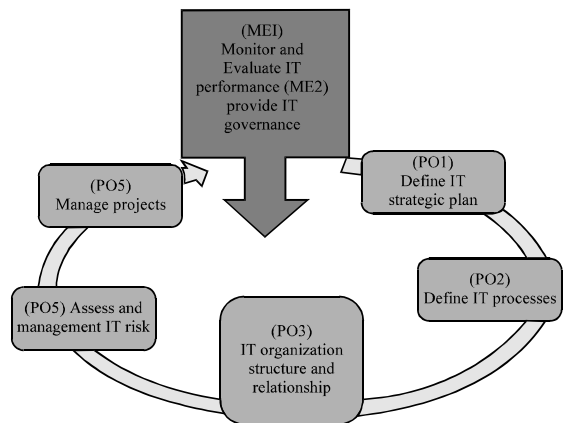 (MEI)
Monitor and
Evaluate IT
performance (ME2)
provide IT
governance
(PO1)
Define IT
strategic plan
(PO2)
Define IT processes
(PO3)
IT organization
structure and
relationship
(PO5) Assess and
management IT risk
(PO5)
Manage projects